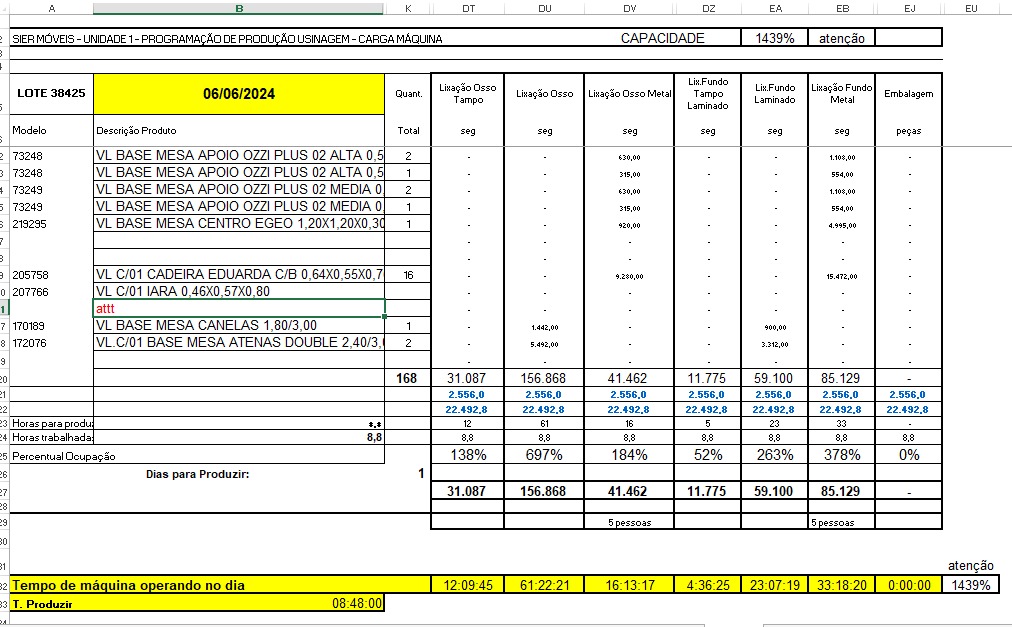 A B K DT DU DV DZ EA EB EJ EU
SIER MÓVEIS - UNIDADE 1 - PROGRAMAÇÃO DE PRODUÇÃO USINAGEM - CARGA MÁQUINA CAPACIDADE 1439% atenção
LOTE 38425 06/06/2024 Quant. Lixação Osso Tampo Lixação Osso Lixação Osso Metal Lix.Fundo Tampo Laminado Lix.Fundo Laminado Lixação Fundo Metal Embalagem
Modelo Descrição Produto Total seg seg seg seg seg seg peças
73248 VL BASE MESA APOIO OZZI PLUS 02 ALTA 0,5 2 - - 630,00 - - 1.108,00 -
73248 VL BASE MESA APOIO OZZI PLUS 02 ALTA 0,5 1 - - 315,00 - - 554,00 -
73249 VL BASE MESA APOIO OZZI PLUS 02 MEDIA 0. 2 - - 630,00 - - 1.108,00 -
73249 VL BASE MESA APOIO OZZI PLUS 02 MEDIA 0. 1 - - 315,00 - - 554,00 -
219295 VL BASE MESA CENTRO EGEO 1,20X1,20X0,30 1 - - 920,00 - - 4.995,00 -
- - - - - - -
- - - - - - -
205758 VL C/01 CADEIRA EDUARDA C/B 0,64X0,55X0,7 16 - - 9.280,00 - - 15.472,00 -
207766 VL C/01 IARA 0,46X0,57X0,80 - - - - - - -
attt - - - - - - -
170189 VL BASE MESA CANELAS 1,80/3,00 1 - 1.442,00 - - 900,00 - -
172076 VL.C/01 BASE MESA ATENAS DOUBLE 2,40/3, 2 - 5.492,00 - - 3.312,00 - -
- - - - - - -
20 168 31.087 156.868 41.462 11.775 59.100 85.129 -
21 2.556,0 2.556,0 2.556,0 2.556,0 2.556,0 2.556,0 2.556,0
22 22.492,8 22.492,8 22.492,8 22.492,8 22.492,8 22.492,8 22.492,8
23 Horas para produz *,* 12 61 16 5 23 33 -
24 Horas trabalhada: 8,8 8,8 8,8 8,8 8,8 8,8 8,8 8,8
25 Percentual Ocupação 138% 697% 184% 52% 263% 378% 0%
26 Dias para Produzir: 1
27 31.087 156.868 41.462 11.775 59.100 85.129 -
28
29 5 pessoas 5 pessoas
30
31 atenção
32 Tempo de máquina operando no dia 12:09:45 61:22:21 16:13:17 4:36:25 23:07:19 33:18:20 0:00:00 1439%
33 T. Produzir 08:48:00